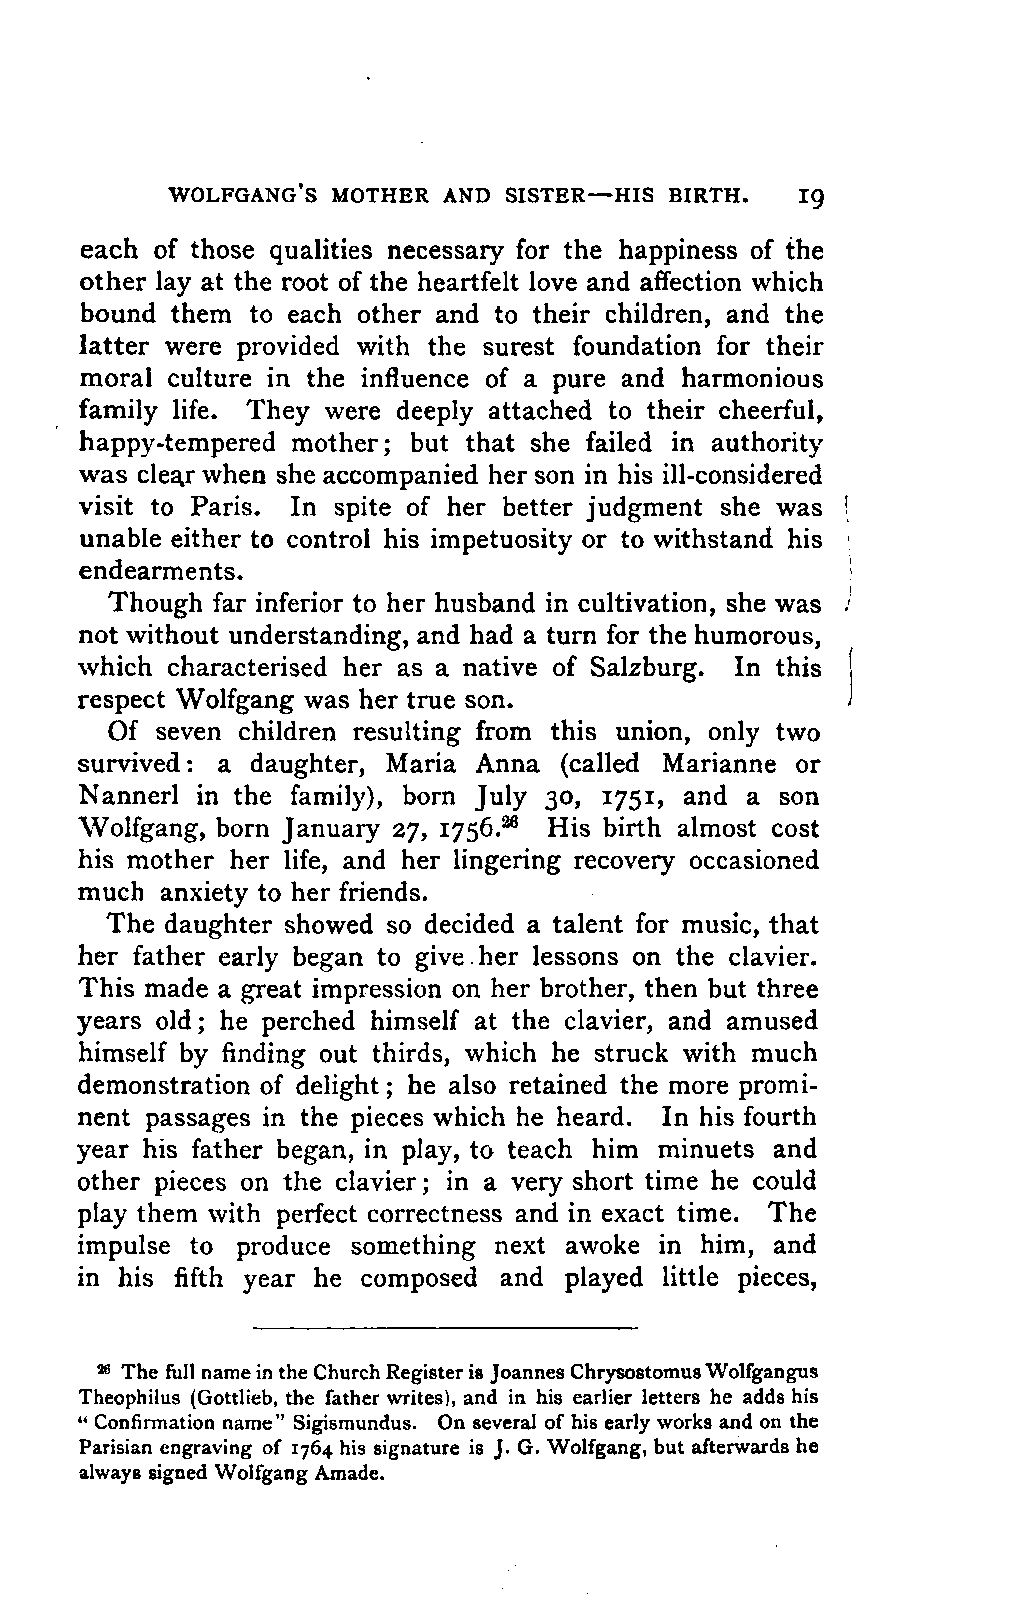 WOLFGANG'S MOTHER AND SISTER—HIS BIRTH. 19
each of those qualities necessary for the happiness of the
other lay at the root of the heartfelt love and affection which
bound them to each other and to their children, and the
latter were provided with the surest foundation for their
moral culture in the influence of a pure and harmonious
family life. They were deeply attached to their cheerful,
happy-tempered mother; but that she failed in authority
was clear when she accompanied her son in his ill-considered
visit to Paris. In spite of her better judgment she was
unable either to control his impetuosity or to withstand his
endearments.
Though far inferior to her husband in cultivation, she was
not without understanding, and had a turn for the humorous,
which characterised her as a native of Salzburg. In this
respect Wolfgang was her true son.
Of seven children resulting from this union, only two
survived: a daughter, Maria Anna (called Marianne or
Nannerl in the family), born July 30, 1751, and a son
Wolfgang, born January 27, 1756.²⁶ His birth almost cost
his mother her life, and her lingering recovery occasioned
much anxiety to her friends.
The daughter showed so decided a talent for music, that
her father early began to give her lessons on the clavier.
This made a great impression on her brother, then but three
years old; he perched himself at the clavier, and amused
himself by finding out thirds, which he struck with much
demonstration of delight; he also retained the more promi-
nent passages in the pieces which he heard. In his fourth
year his father began, in play, to teach him minuets and
other pieces on the clavier; in a very short time he could
play them with perfect correctness and in exact time. The
impulse to produce something next awoke in him, and
in his fifth year he composed and played little pieces,
²⁶ The full name in the Church Register is Joannes Chrysostomus Wolfgangus
Theophilus (Gottlieb, the father writes), and in his earlier letters he adds his
"Confirmation name" Sigismundus. On several of his early works and on the
Parisian engraving of 1764 his signature is J. G. Wolfgang, but afterwards he
always signed Wolfgang Amade.